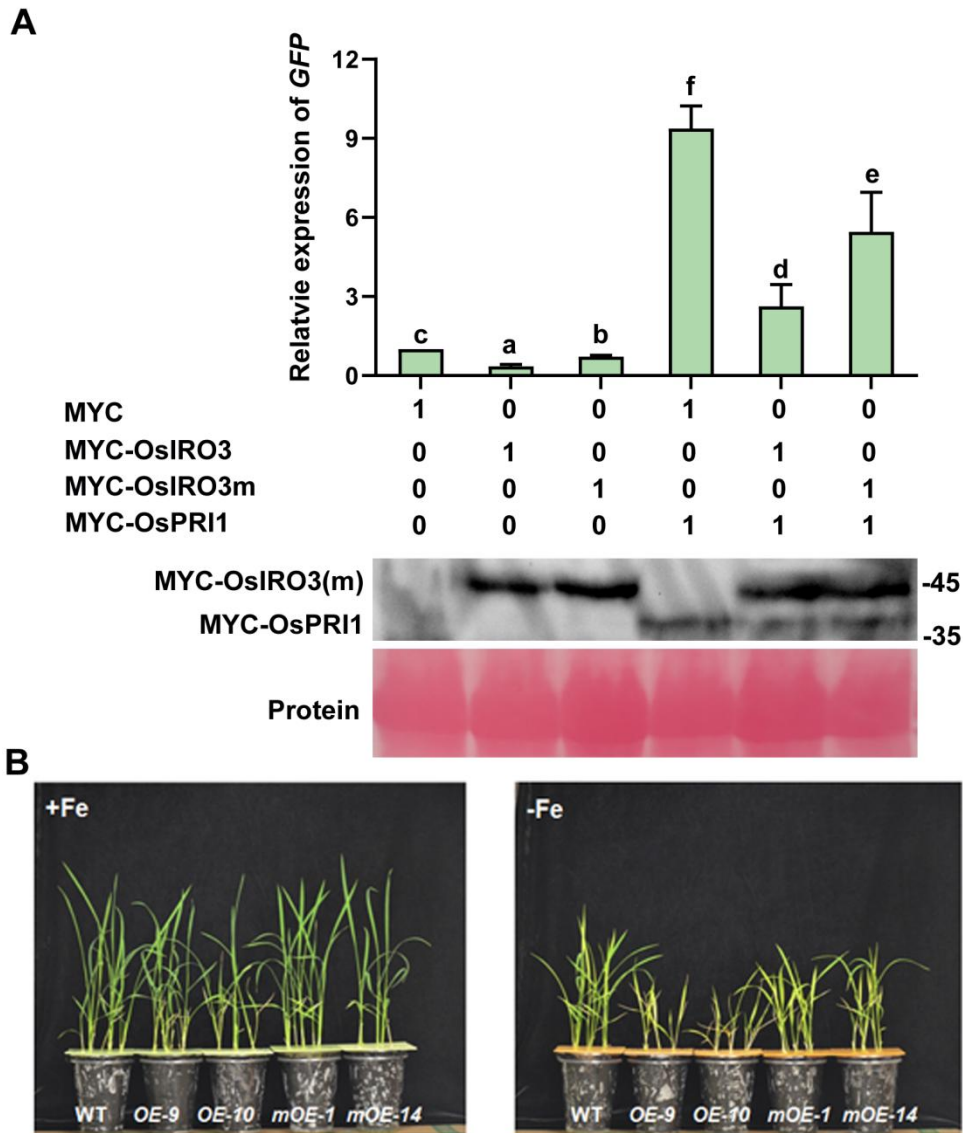 A
Relatvie expression of GFP
12
9
6
3
0
c
a
b
f
d
e
MYC 1 0 0 1 0 0
MYC-OsIRO3 0 1 0 0 1 0
MYC-OsIRO3m 0 0 1 0 0 1
MYC-OsPRI1 0 0 0 1 1 1
MYC-OsIRO3(m) -45
MYC-OsPRI1 -35
Protein
B
+Fe
WT OE-9 OE-10 mOE-1 mOE-14
-Fe
WT OE-9 OE-10 mOE-1 mOE-14